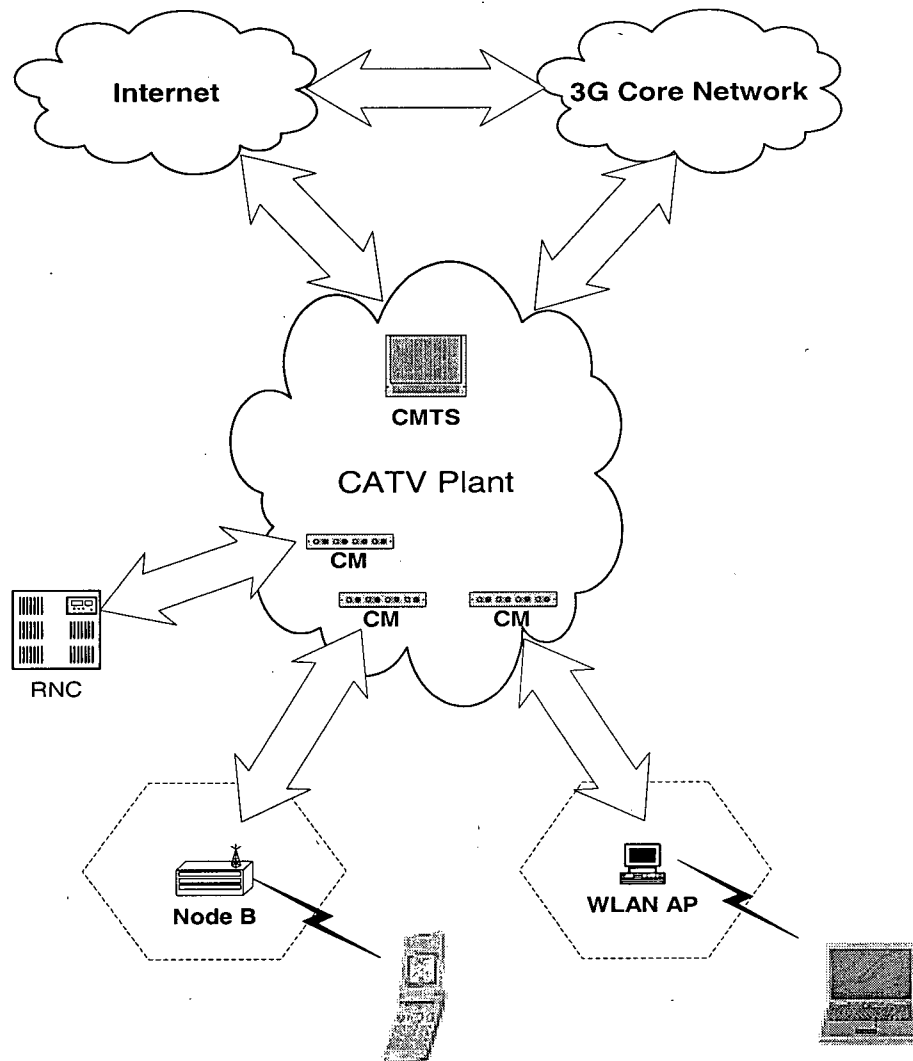 Internet
3G Core Network
CMTS
CATV Plant
CM
CM
CM
RNC
Node B
WLAN AP